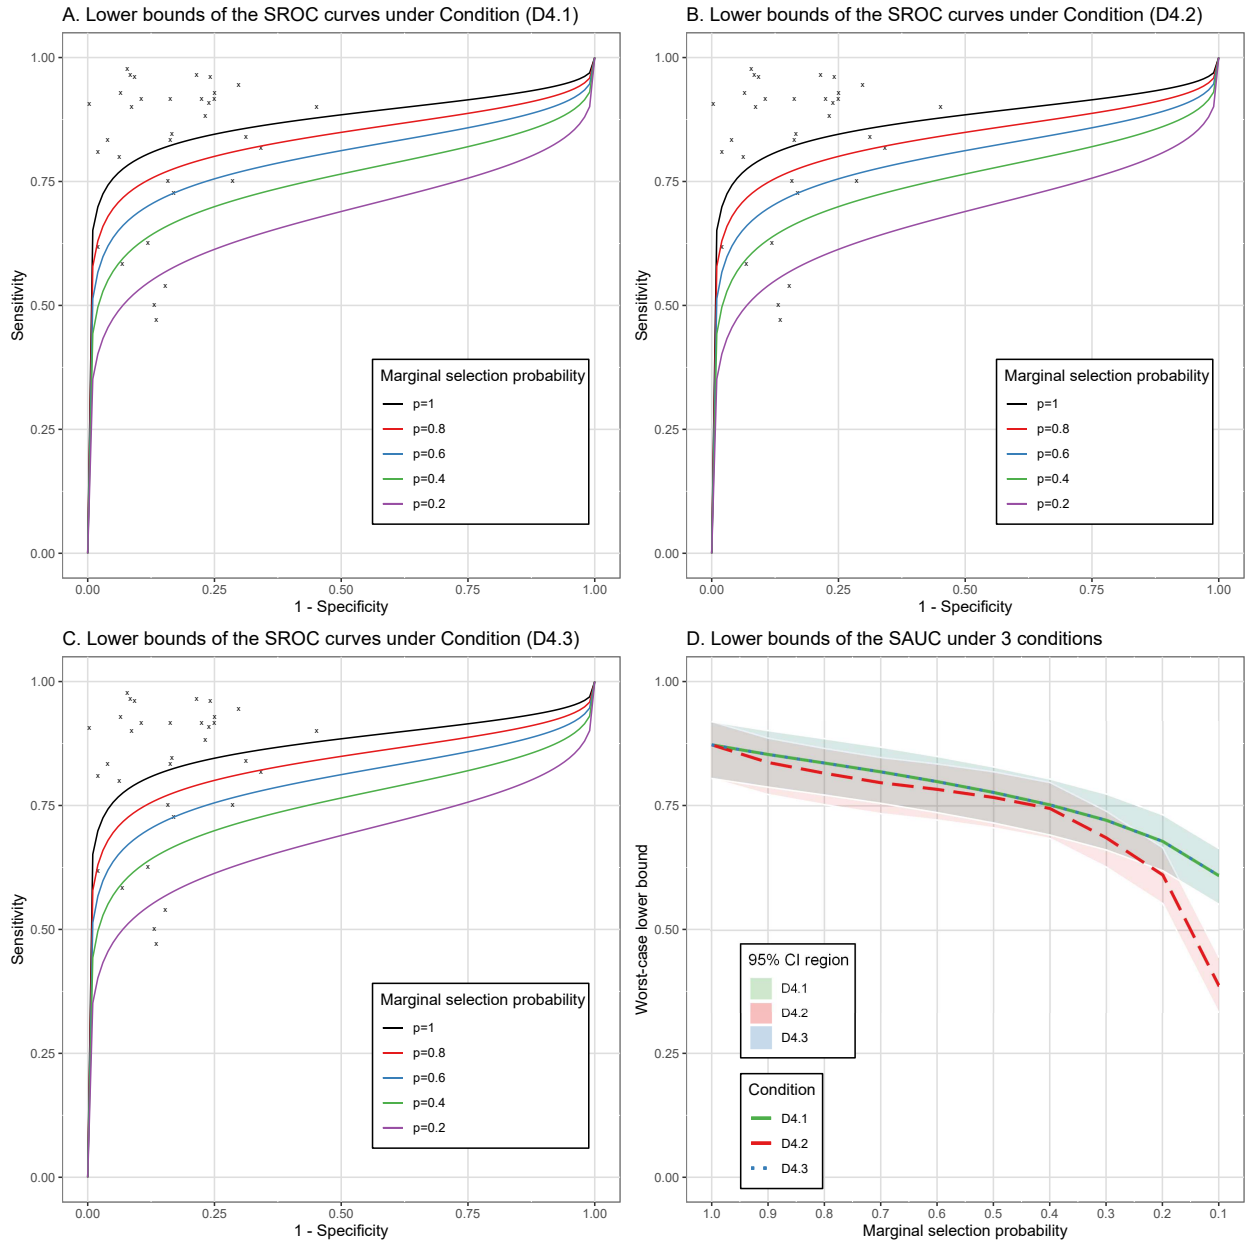 A. Lower bounds of the SROC curves under Condition (D4.1)
1.00
0.75
0.50
0.25
0.00
Sensitivity
Marginal selection probability
p=1
p=0.8
p=0.6
p=0.4
p=0.2
0.00 0.25 0.50 0.75 1.00
1 - Specificity
B. Lower bounds of the SROC curves under Condition (D4.2)
1.00
0.75
0.50
0.25
0.00
Sensitivity
Marginal selection probability
p=1
p=0.8
p=0.6
p=0.4
p=0.2
0.00 0.25 0.50 0.75 1.00
1 - Specificity
C. Lower bounds of the SROC curves under Condition (D4.3)
1.00
0.75
0.50
0.25
0.00
Sensitivity
Marginal selection probability
p=1
p=0.8
p=0.6
p=0.4
p=0.2
0.00 0.25 0.50 0.75 1.00
1 - Specificity
D. Lower bounds of the SAUC under 3 conditions
1.00
0.75
0.50
0.25
0.00
Worst-case lower bound
95% CI region
D4.1
D4.2
D4.3
Condition
D4.1
D4.2
D4.3
1.0 0.9 0.8 0.7 0.6 0.5 0.4 0.3 0.2 0.1
Marginal selection probability